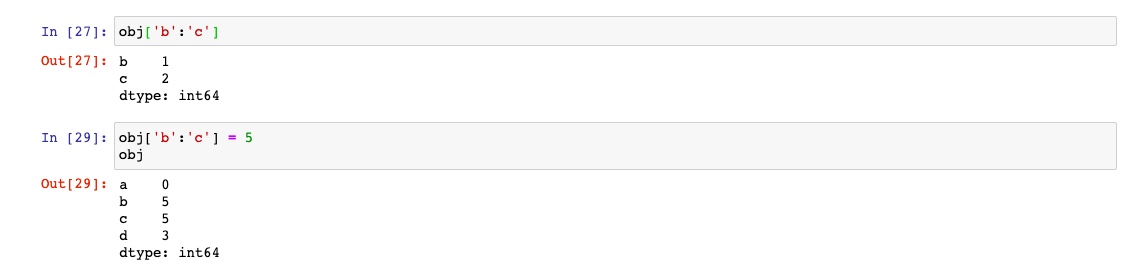 In [27]: obj['b':'c']
Out[27]: b    1
c    2
dtype: int64
In [29]: obj['b':'c'] = 5
obj
Out[29]: a    0
b    5
c    5
d    3
dtype: int64